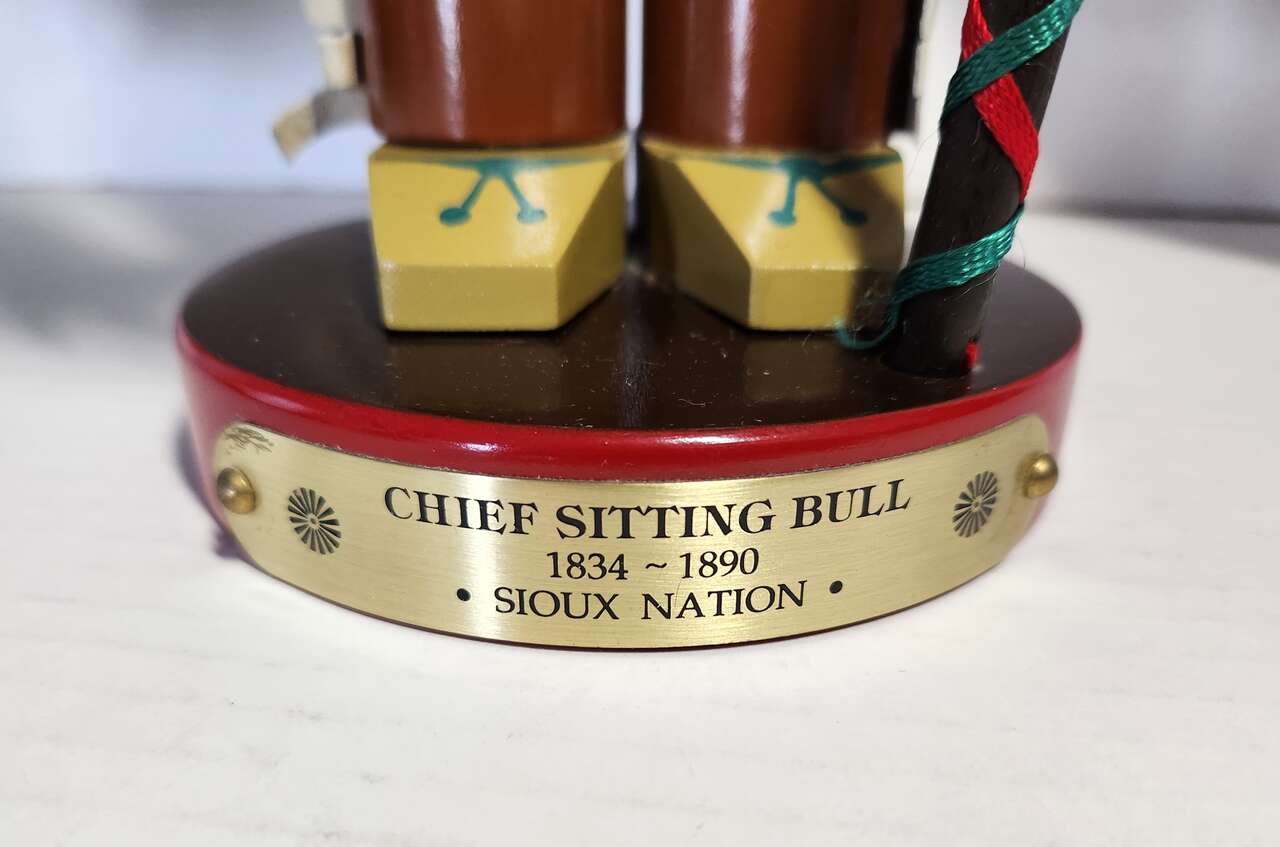 CHIEF SITTING BULL
1834 ~ 1890
• SIOUX NATION •